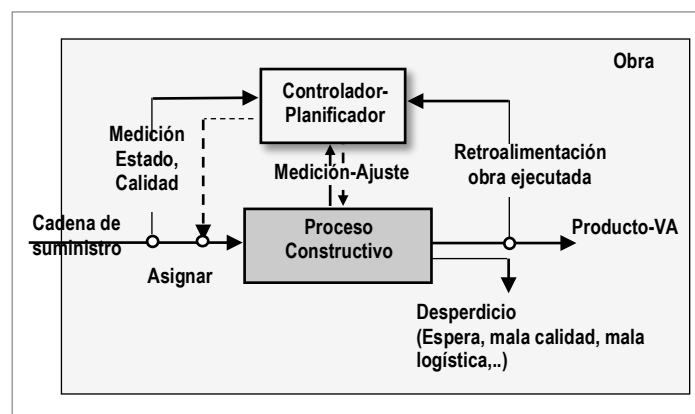 Obra
Controlador-
Planificador
Medición
Estado,
Calidad
Medición-Ajuste
Retroalimentación
obra ejecutada
Cadena de
suministro
Proceso
Constructivo
Producto-VA
Asignar
Desperdicio
(Espera, mala calidad, mala
logística,..)